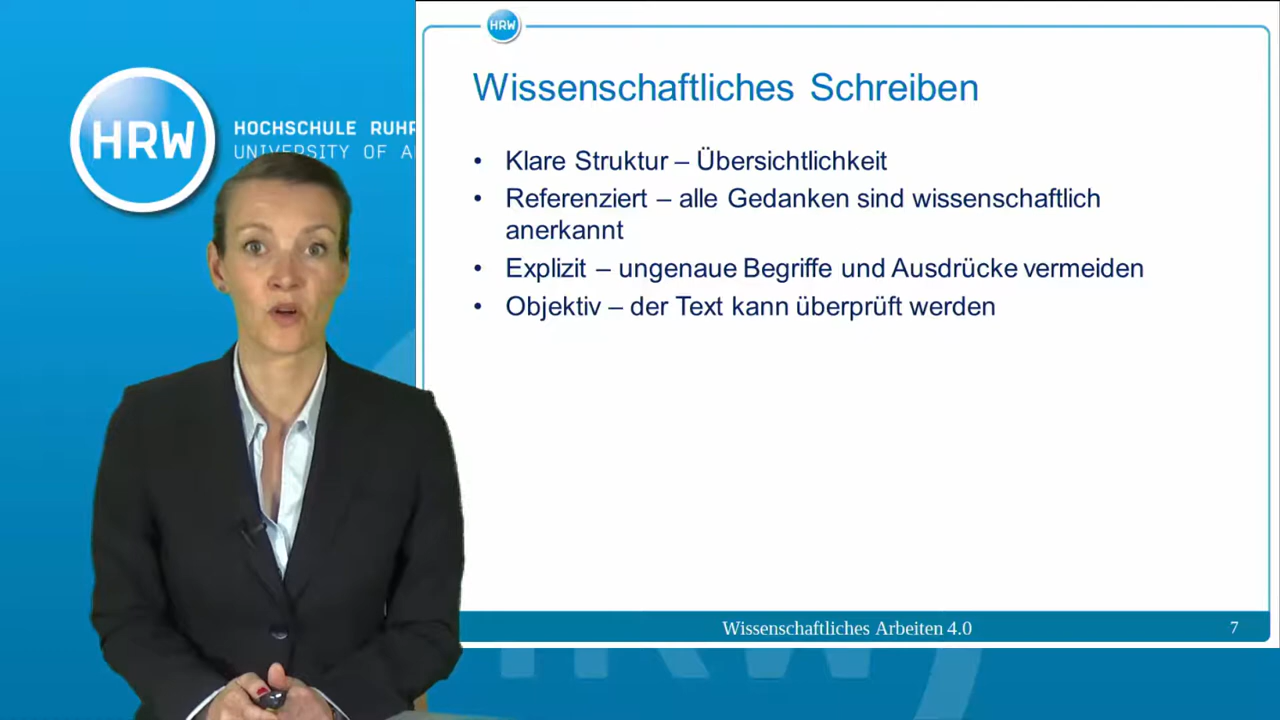 HRW
HOCHSCHULE RUHR
UNIVERSITY OF
HRW
Wissenschaftliches Schreiben
• Klare Struktur – Übersichtlichkeit
• Referenziert – alle Gedanken sind wissenschaftlich
anerkannt
• Explizit – ungenaue Begriffe und Ausdrücke vermeiden
• Objektiv – der Text kann überprüft werden
Wissenschaftliches Arbeiten 4.0
7
HRW